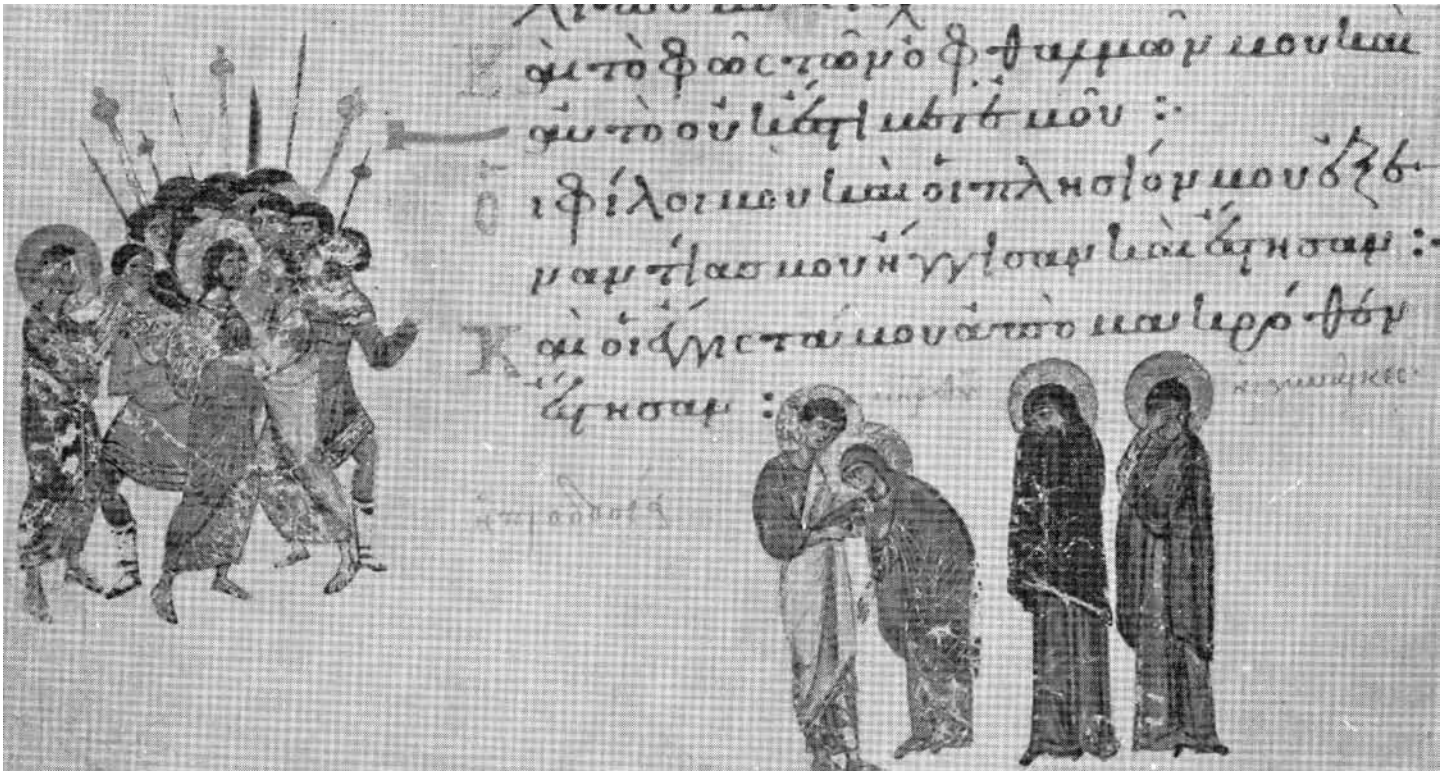 Καὶ τὸ φῶς τῶν ὀφθαλμῶν μου καὶ
αὐτὸ οὐκ ἔστι μετ ἐμοῦ :
Οἱ φίλοι μου καὶ οἱ πλησίον μου ἐξ ἐ
ναντίας μου ἤγγισαν καὶ ἔστησαν :
Καὶ οἱ ἔγγιστά μου ἀπὸ μακρόθεν
ἔστησαν :